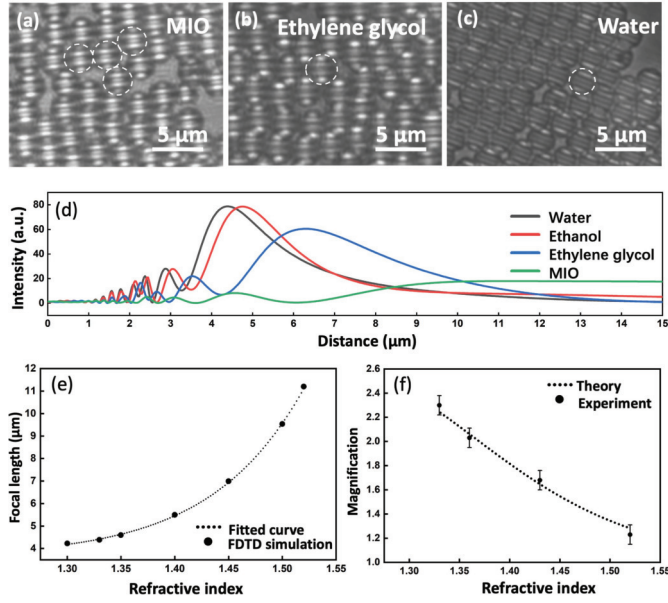 (a) MIO
5 μm
(b) Ethylene glycol
5 μm
(c) Water
5 μm
(d)
Intensity (a.u.)
80
60
40
20
0
Water
Ethanol
Ethylene glycol
MIO
0 1 2 3 4 5 6 7 8 9 10 11 12 13 14 15
Distance (μm)
(e)
Focal length (μm)
12
11
10
9
8
7
6
5
4
Fitted curve
FDTD simulation
1.30 1.35 1.40 1.45 1.50 1.55
Refractive index
(f)
Magnification
2.6
2.4
2.2
2.0
1.8
1.6
1.4
1.2
1.0
Theory
Experiment
1.30 1.35 1.40 1.45 1.50 1.55
Refractive index